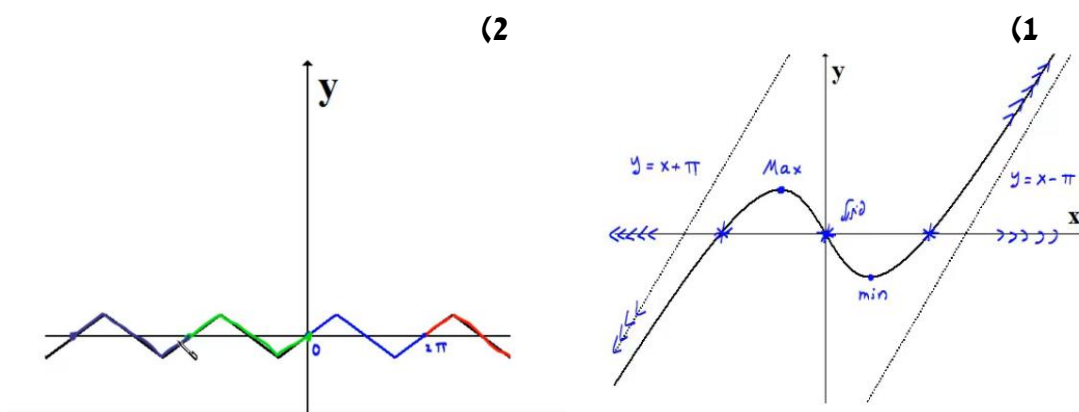 (1
y
y = x + π
Max
y = x - π
x
min
(2
y
0
2π